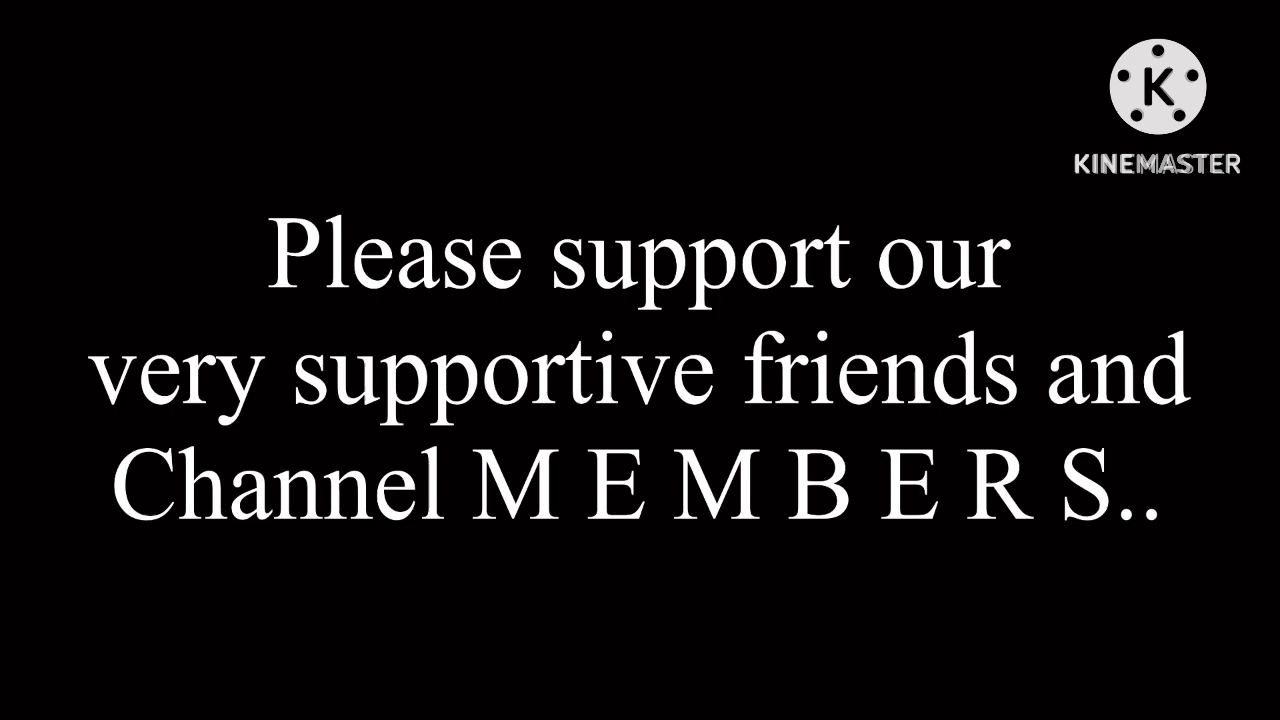 K
KINEMASTER
Please support our
very supportive friends and
Channel M E M B E R S..